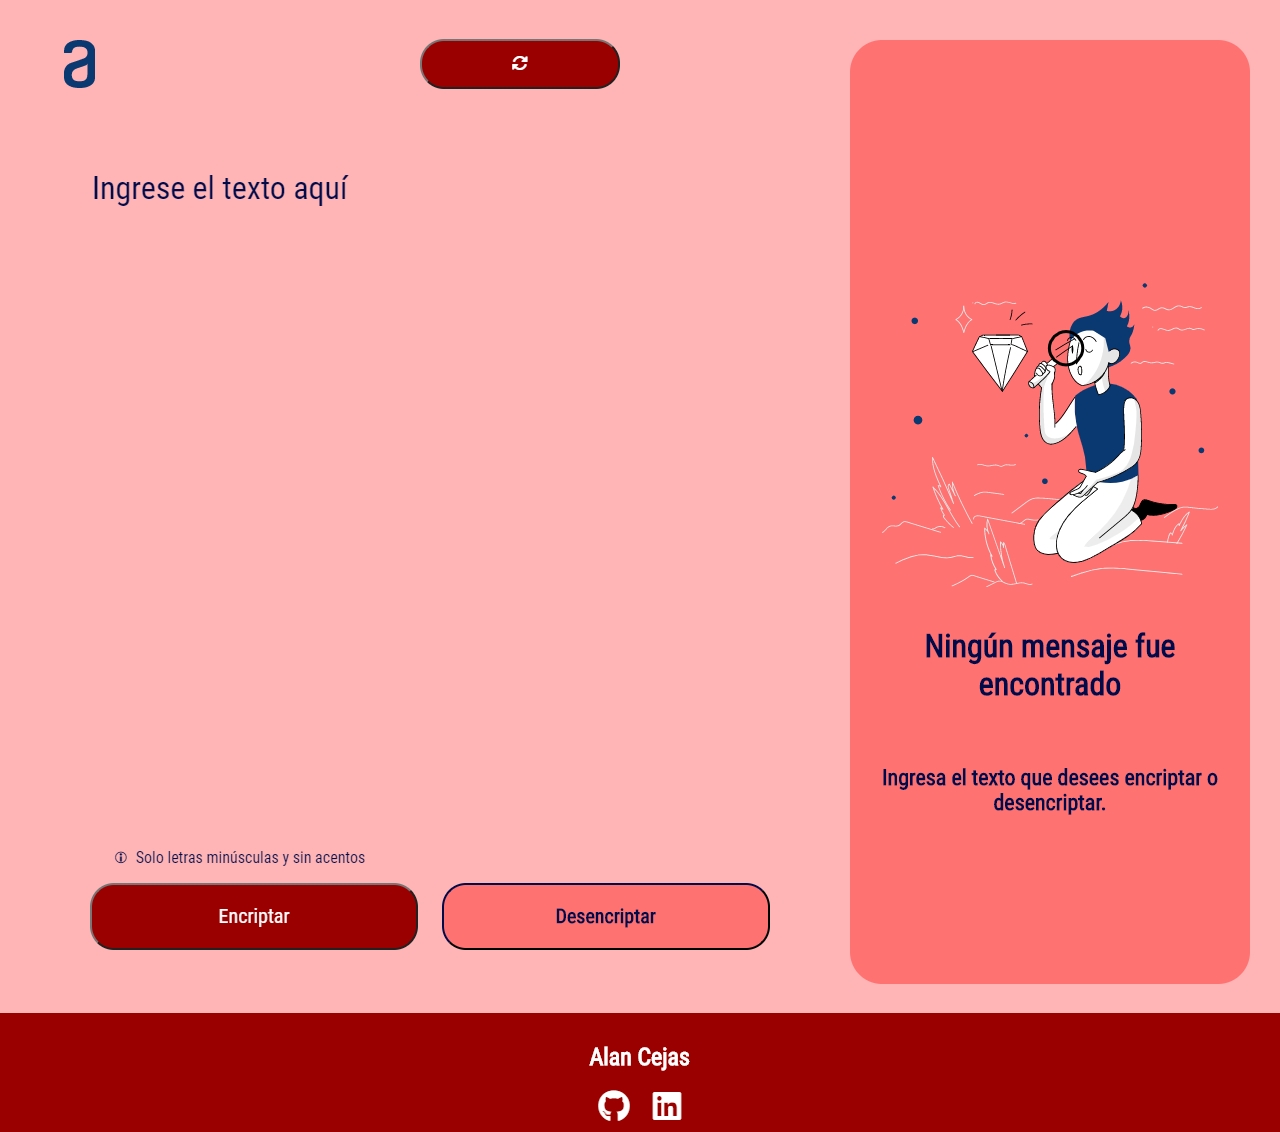 a
Ingrese el texto aquí
Ningún mensaje fue
encontrado
Ingresa el texto que desees encriptar o
desencriptar.
Solo letras minúsculas y sin acentos
Encriptar
Desencriptar
Alan Cejas
in